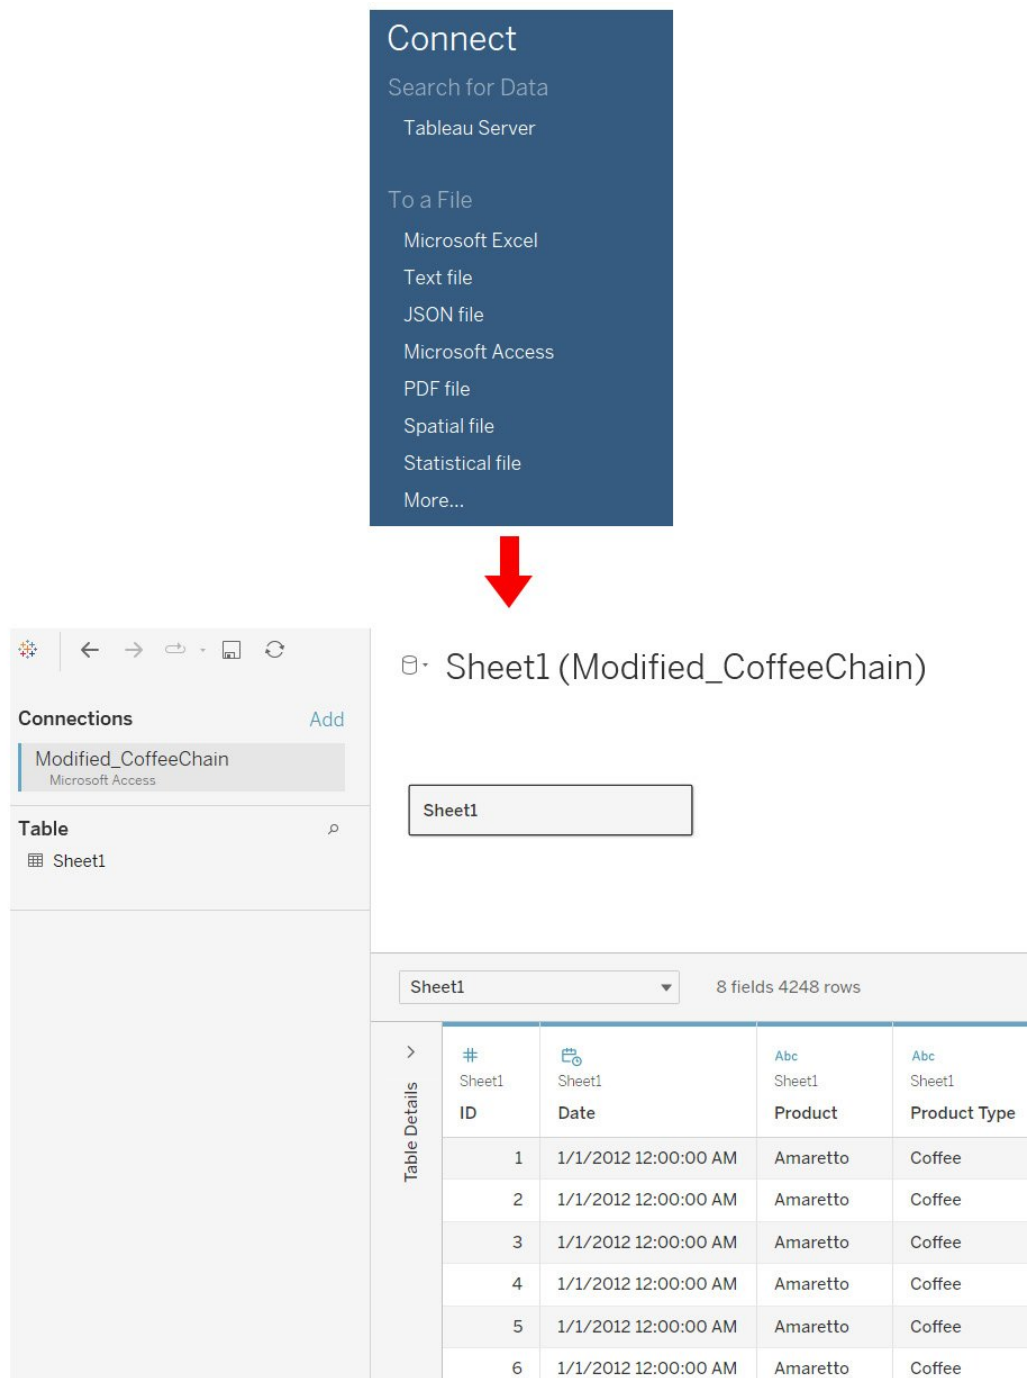 Connect
Search for Data
Tableau Server
To a File
Microsoft Excel
Text file
JSON file
Microsoft Access
PDF file
Spatial file
Statistical file
More...
Sheet1 (Modified_CoffeeChain)
Connections Add
Modified_CoffeeChain
Microsoft Access
Sheet1
Table
Sheet1
Sheet1 8 fields 4248 rows
Table Details
# Abc Abc
Sheet1 Sheet1 Sheet1 Sheet1
ID Date Product Product Type
1 1/1/2012 12:00:00 AM Amaretto Coffee
2 1/1/2012 12:00:00 AM Amaretto Coffee
3 1/1/2012 12:00:00 AM Amaretto Coffee
4 1/1/2012 12:00:00 AM Amaretto Coffee
5 1/1/2012 12:00:00 AM Amaretto Coffee
6 1/1/2012 12:00:00 AM Amaretto Coffee